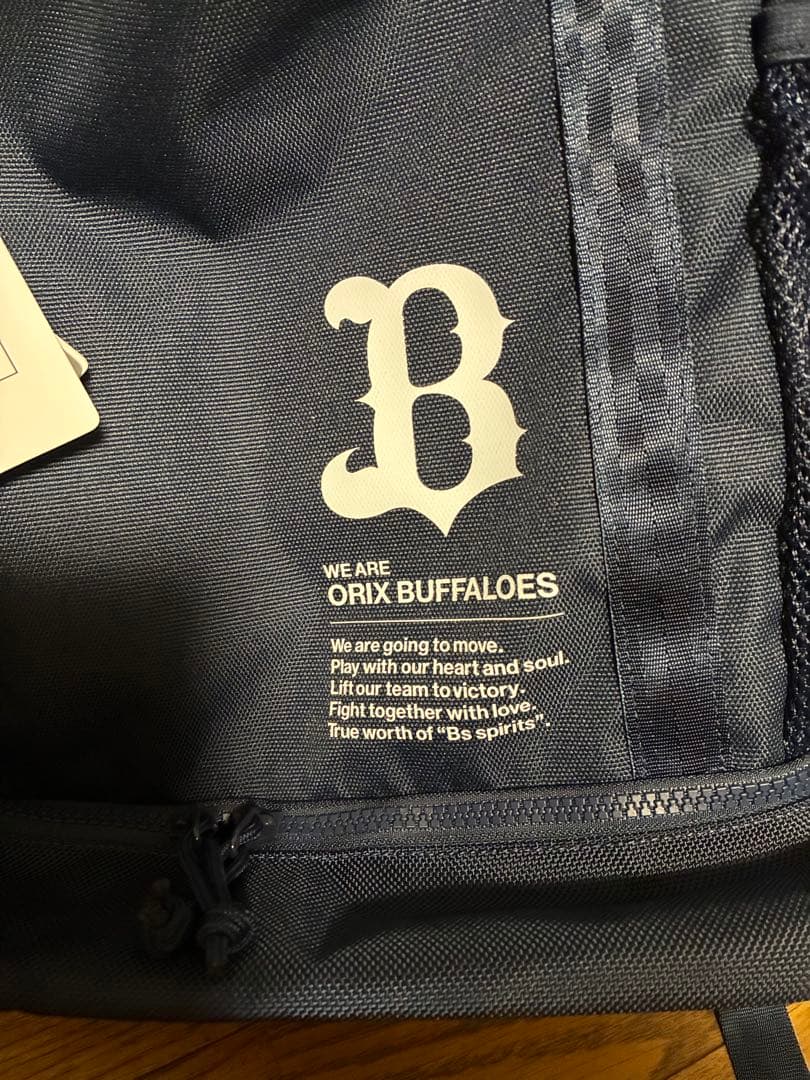 B
WE ARE
ORIX BUFFALOES
We are going to move.
Play with our heart and soul.
Lift our team to victory.
Fight together with love.
True worth of “Bs spirits”.